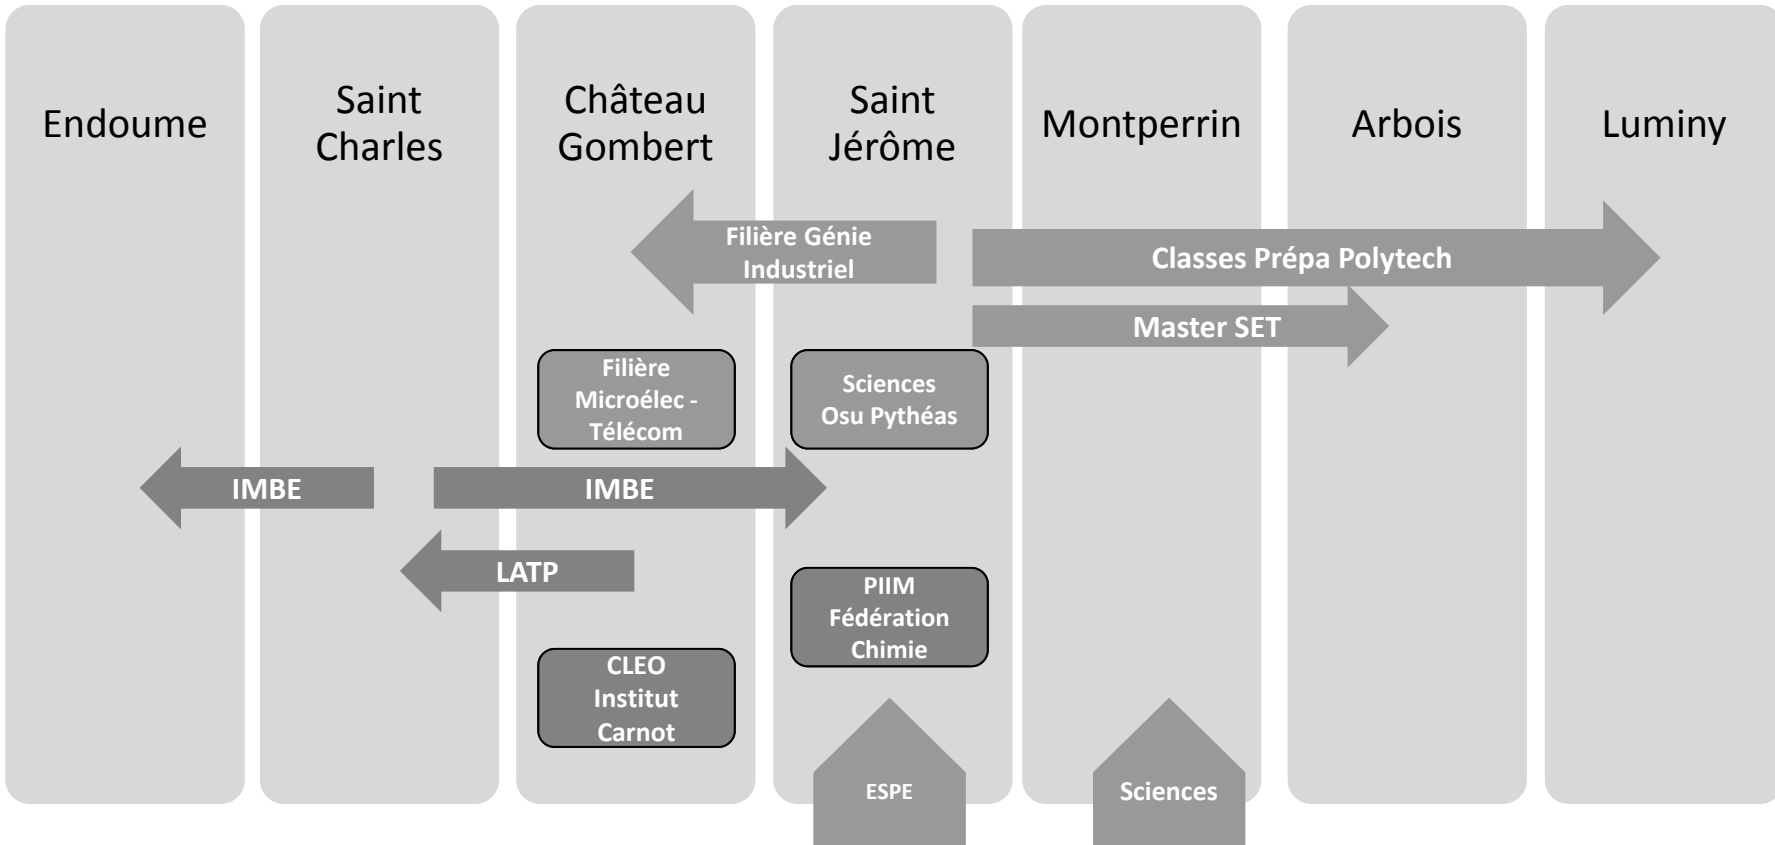 Endoume
Saint
Charles
Château
Gombert
Saint
Jérôme
Montperrin
Arbois
Luminy
Filière Génie
Industriel
Classes Prépa Polytech
Master SET
Filière
Microélec -
Télécom
Sciences
Osu Pythéas
IMBE
IMBE
LATP
PIIM
Fédération
Chimie
CLEO
Institut
Carnot
ESPE
Sciences